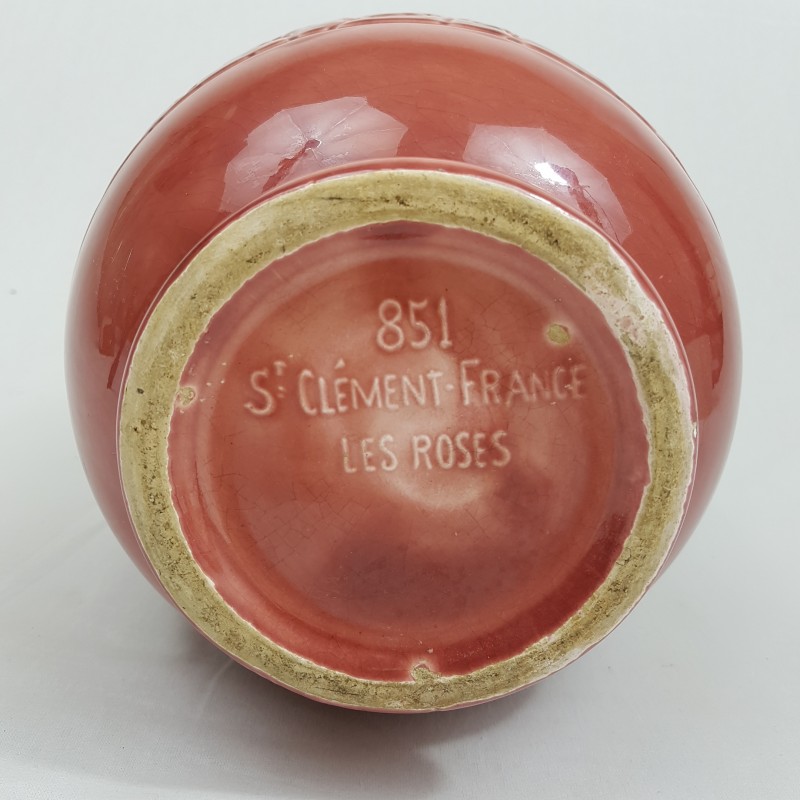 851
ST CLÉMENT-FRANCE
LES ROSES